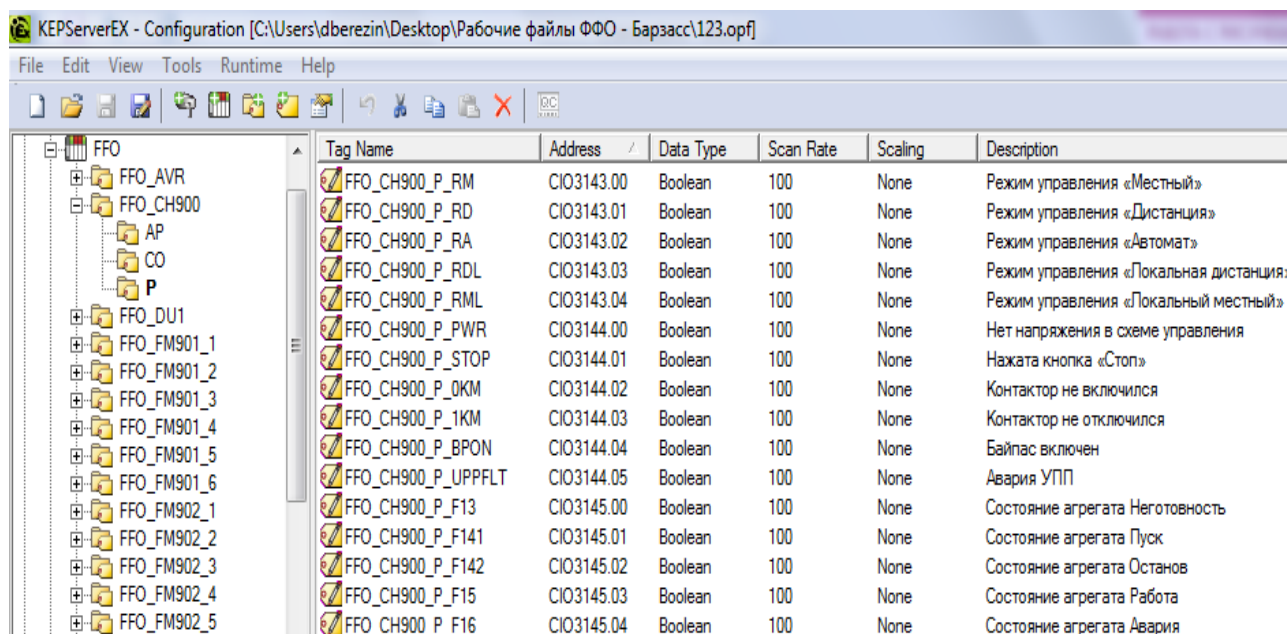 KEPServerEX - Configuration [C:\Users\dberezin\Desktop\Рабочие файлы ФФО - Барзасс\123.opf]
File Edit View Tools Runtime Help
FFO
FFO_AVR
FFO_CH900
AP
CO
P
FFO_DU1
FFO_FM901_1
FFO_FM901_2
FFO_FM901_3
FFO_FM901_4
FFO_FM901_5
FFO_FM901_6
FFO_FM902_1
FFO_FM902_2
FFO_FM902_3
FFO_FM902_4
FFO_FM902_5
Tag Name Address Data Type Scan Rate Scaling Description
FFO_CH900_P_RM CIO3143.00 Boolean 100 None Режим управления «Местный»
FFO_CH900_P_RD CIO3143.01 Boolean 100 None Режим управления «Дистанция»
FFO_CH900_P_RA CIO3143.02 Boolean 100 None Режим управления «Автомат»
FFO_CH900_P_RDL CIO3143.03 Boolean 100 None Режим управления «Локальная дистанция»
FFO_CH900_P_RML CIO3143.04 Boolean 100 None Режим управления «Локальный местный»
FFO_CH900_P_PWR CIO3144.00 Boolean 100 None Нет напряжения в схеме управления
FFO_CH900_P_STOP CIO3144.01 Boolean 100 None Нажата кнопка «Стоп»
FFO_CH900_P_0KM CIO3144.02 Boolean 100 None Контактор не включился
FFO_CH900_P_1KM CIO3144.03 Boolean 100 None Контактор не отключился
FFO_CH900_P_BPON CIO3144.04 Boolean 100 None Байпас включен
FFO_CH900_P_UPPFLT CIO3144.05 Boolean 100 None Авария УПП
FFO_CH900_P_F13 CIO3145.00 Boolean 100 None Состояние агрегата Неготовность
FFO_CH900_P_F141 CIO3145.01 Boolean 100 None Состояние агрегата Пуск
FFO_CH900_P_F142 CIO3145.02 Boolean 100 None Состояние агрегата Останов
FFO_CH900_P_F15 CIO3145.03 Boolean 100 None Состояние агрегата Работа
FFO_CH900_P_F16 CIO3145.04 Boolean 100 None Состояние агрегата Авария